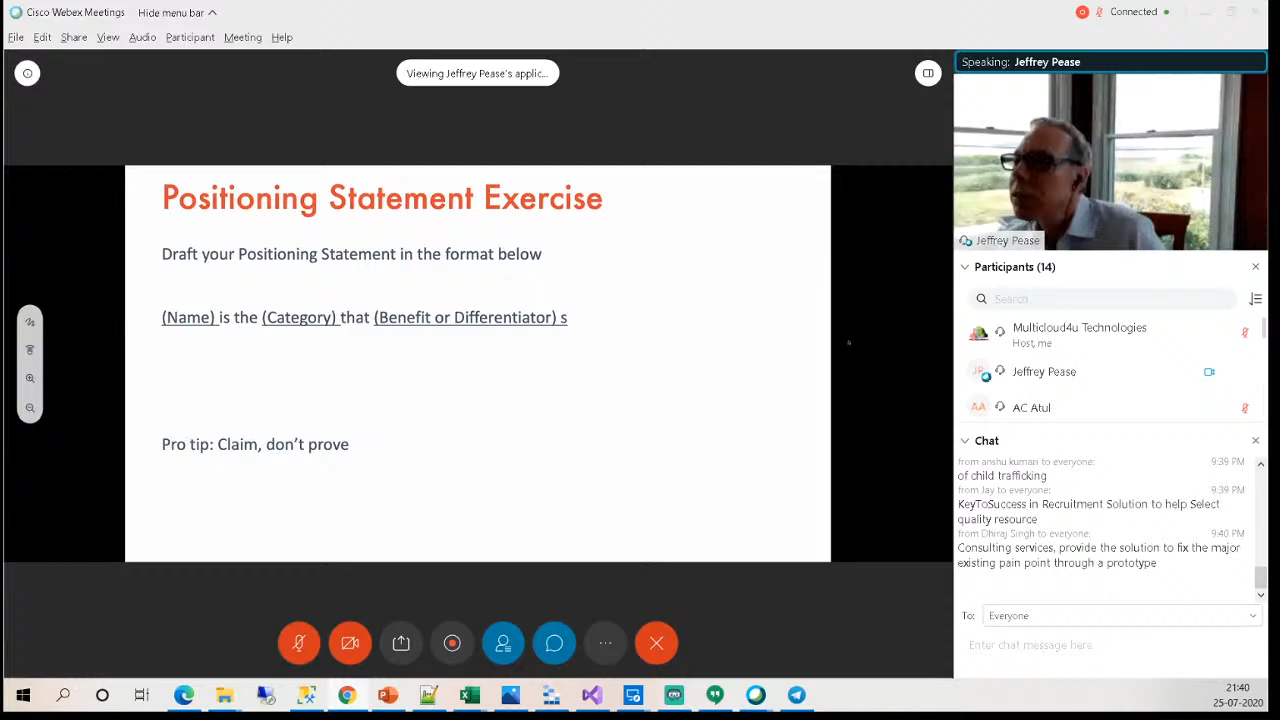 Cisco Webex Meetings
Hide menu bar
Connected
File Edit Share View Audio Participant Meeting Help
Viewing Jeffrey Pease's applic...
Speaking: Jeffrey Pease
Positioning Statement Exercise
Draft your Positioning Statement in the format below
(Name) is the (Category) that (Benefit or Differentiator) s
Pro tip: Claim, don't prove
Jeffrey Pease
Participants (14)
Search
Multicloud4u Technologies
Host, me
JP
Jeffrey Pease
AA
AC Atul
Chat
from anshu kumari to everyone: 9:39 PM
of child trafficking
from Jay to everyone: 9:39 PM
KeyToSuccess in Recruitment Solution to help Select
quality resource
from Dhiraj Singh to everyone: 9:40 PM
Consulting services, provide the solution to fix the major
existing pain point through a prototype
To: Everyone
Enter chat message here
21:40
25-07-2020